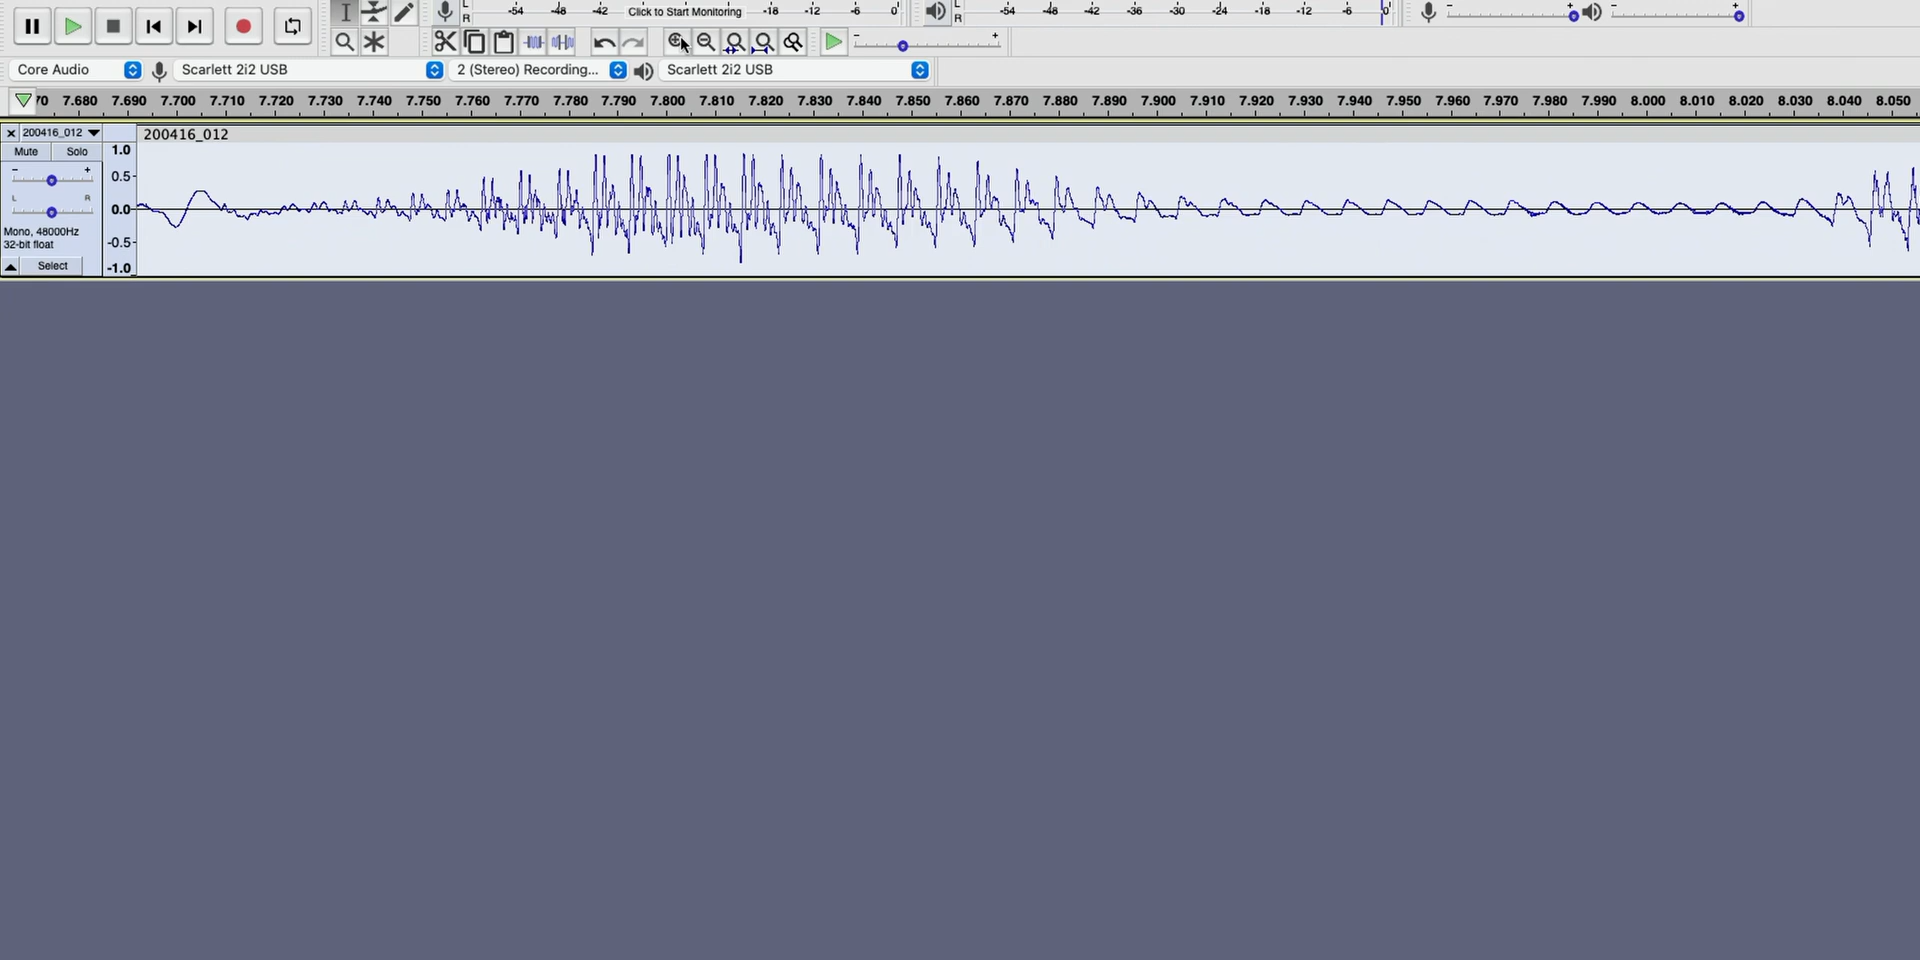 L
R
-54 -48 -42 Click to Start Monitoring -18 -12 -6 0
L
R
-54 -48 -42 -36 -30 -24 -18 -12 -6 0
- +
- +
- +
Core Audio Scarlett 2i2 USB 2 (Stereo) Recording... Scarlett 2i2 USB
70 7.680 7.690 7.700 7.710 7.720 7.730 7.740 7.750 7.760 7.770 7.780 7.790 7.800 7.810 7.820 7.830 7.840 7.850 7.860 7.870 7.880 7.890 7.900 7.910 7.920 7.930 7.940 7.950 7.960 7.970 7.980 7.990 8.000 8.010 8.020 8.030 8.040 8.050
200416_012
200416_012
Mute Solo
- +
L R
Mono, 48000Hz
32-bit float
Select
1.0
0.5
0.0
-0.5
-1.0